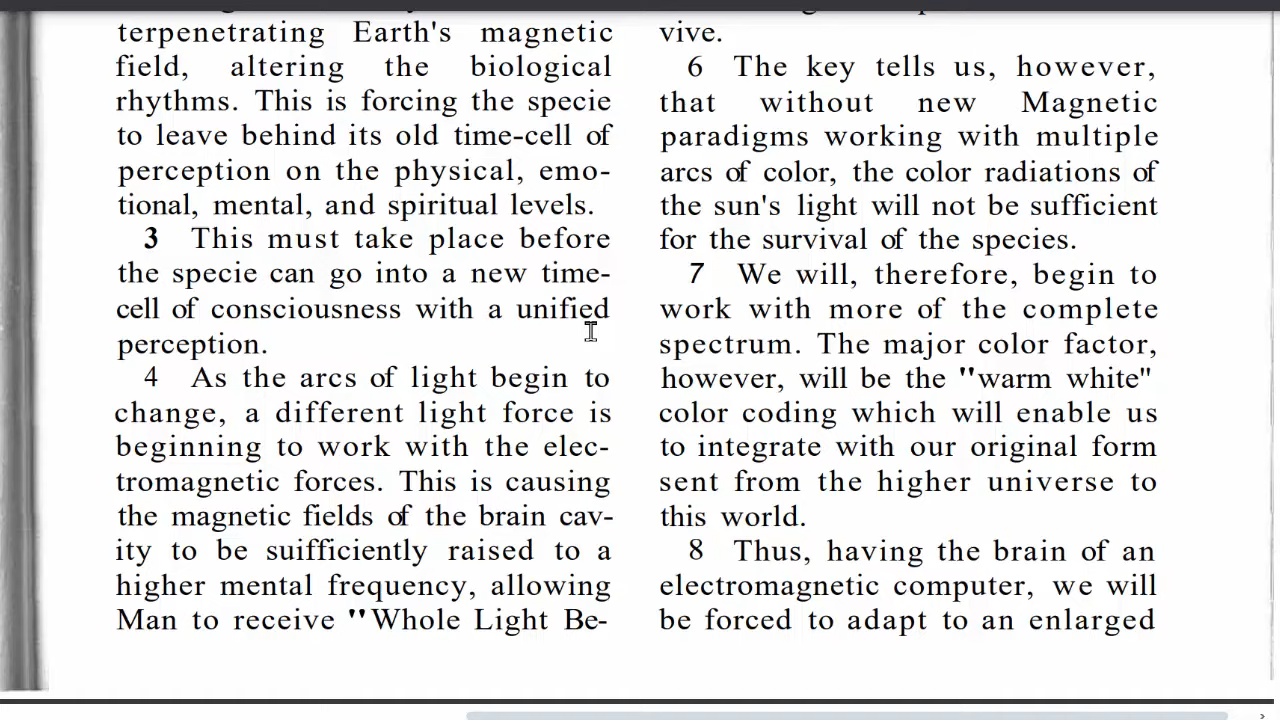 terpenetrating Earth's magnetic
field, altering the biological
rhythms. This is forcing the specie
to leave behind its old time-cell of
perception on the physical, emo-
tional, mental, and spiritual levels.
3 This must take place before
the specie can go into a new time-
cell of consciousness with a unified
perception.
4 As the arcs of light begin to
change, a different light force is
beginning to work with the elec-
tromagnetic forces. This is causing
the magnetic fields of the brain cav-
ity to be suifficiently raised to a
higher mental frequency, allowing
Man to receive "Whole Light Be-
vive.
6 The key tells us, however,
that without new Magnetic
paradigms working with multiple
arcs of color, the color radiations of
the sun's light will not be sufficient
for the survival of the species.
7 We will, therefore, begin to
work with more of the complete
spectrum. The major color factor,
however, will be the "warm white"
color coding which will enable us
to integrate with our original form
sent from the higher universe to
this world.
8 Thus, having the brain of an
electromagnetic computer, we will
be forced to adapt to an enlarged